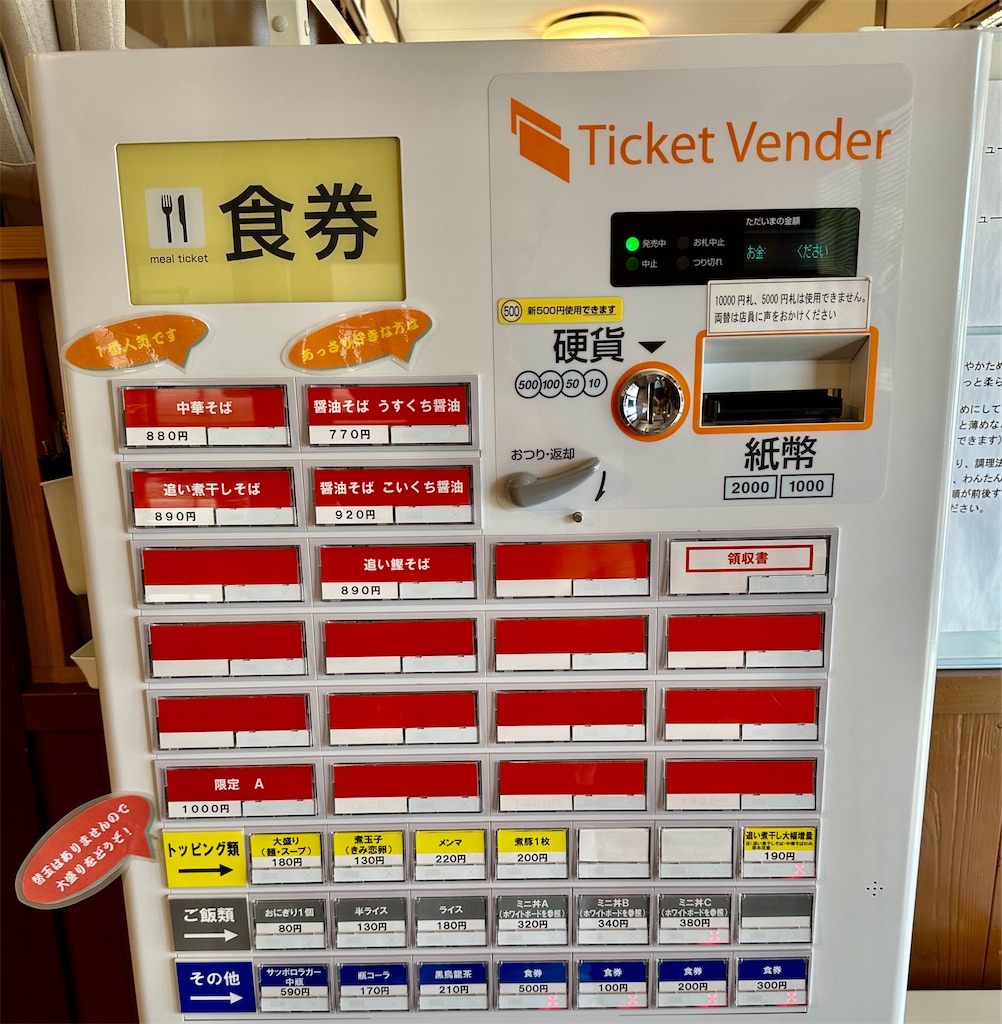 食券
meal ticket
Ticket Vender
ただいまの金額
発売中 お札中止
中止 つり切れ
お金 ください
500 新500円使用できます
10000円札、5000円札は使用できません。
両替は店員に声をおかけください
硬貨
500 100 50 10
おつり・返却
紙幣
2000 1000
1番人気です
あっさり好きな方は
中華そば
880円
醤油そば うすくち醤油
770円
追い煮干しそば
890円
醤油そば こいくち醤油
920円
追い鰹そば
890円
領収書
限定 A
1000円
替玉はありませんので
大盛りをどうぞ!
トッピング類
大盛り
(麺・スープ)
180円
煮玉子
(きみ恋卵)
130円
メンマ
220円
煮豚1枚
200円
追い煮干し大幅増量
190円
ご飯類
おにぎり1個
80円
半ライス
130円
ライス
180円
ミニ丼A
(ホワイトボードを参照)
320円
ミニ丼B
(ホワイトボードを参照)
340円
ミニ丼C
(ホワイトボードを参照)
380円
その他
サッポロラガー
中瓶
590円
瓶コーラ
170円
黒烏龍茶
210円
食券
500円
食券
100円
食券
200円
食券
300円